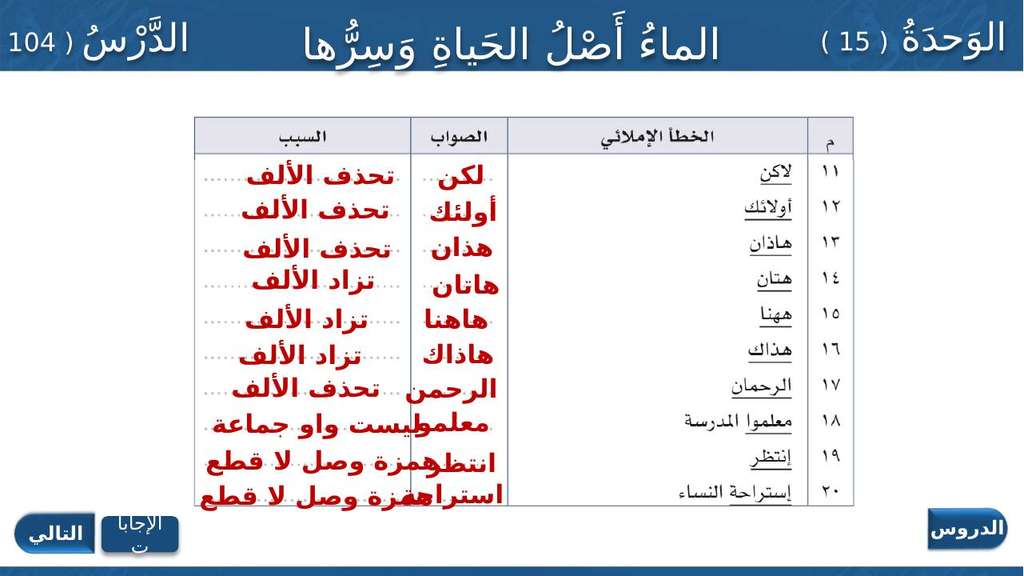 الوَحدَةُ ( 15 ) الماءُ أَصْلُ الحَياةِ وَسِرُّها الدَّرْسُ ( 104
م الخطأ الإملائي الصواب السبب
١١ لاكن لكن تحذف الألف
١٢ أولائك أولئك تحذف الألف
١٣ هاذان هذان تحذف الألف
١٤ هتان هاتان تزاد الألف
١٥ ههنا هاهنا تزاد الألف
١٦ هذاك هاذاك تزاد الألف
١٧ الرحمان الرحمن تحذف الألف
١٨ معلموا المدرسة معلمو ليست واو جماعة
١٩ إنتظر انتظر همزة وصل لا قطع
٢٠ إستراحة النساء استراحة همزة وصل لا قطع
الدروس الإجابات التالي